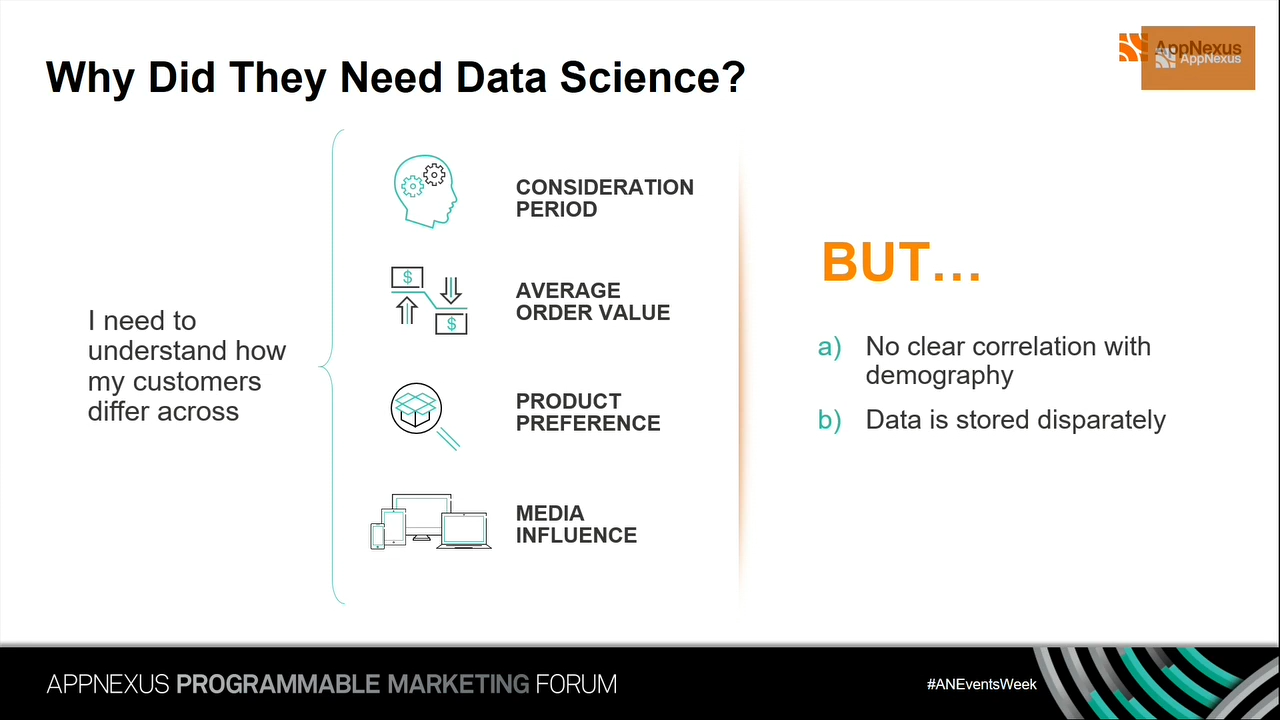 Why Did They Need Data Science?
AppNexus
AppNexus
I need to
understand how
my customers
differ across
CONSIDERATION
PERIOD
$
$
AVERAGE
ORDER VALUE
PRODUCT
PREFERENCE
MEDIA
INFLUENCE
BUT…
a) No clear correlation with
demography
b) Data is stored disparately
APPNEXUS PROGRAMMABLE MARKETING FORUM
#ANEventsWeek